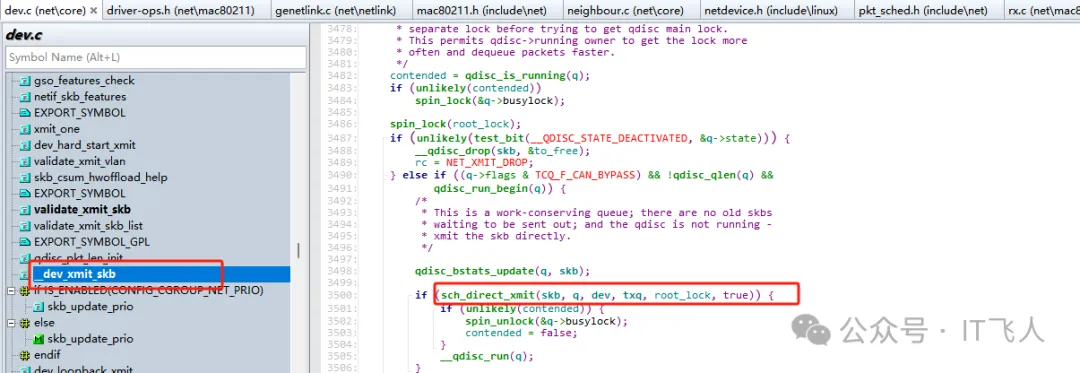 dev.c (net\core) × driver-ops.h (net\mac80211) genetlink.c (net\netlink) mac80211.h (include\net) neighbour.c (net\core) netdevice.h (include\linux) pkt_sched.h (include\net) rx.c (net\mac80
dev.c
Symbol Name (Alt+L)
gso_features_check
netif_skb_features
EXPORT_SYMBOL
xmit_one
dev_hard_start_xmit
validate_xmit_vlan
skb_csum_hwoffload_help
EXPORT_SYMBOL
validate_xmit_skb
validate_xmit_skb_list
EXPORT_SYMBOL_GPL
qdisc_pkt_len_init
__dev_xmit_skb
if IS_ENABLED(CONFIG_CGROUP_NET_PRIO)
skb_update_prio
else
skb_update_prio
endif
dev_loopback_xmit
3478: * separate lock before trying to get qdisc main lock.
3479: * This permits qdisc->running owner to get the lock more
3480: * often and dequeue packets faster.
3481: */
3482: contended = qdisc_is_running(q);
3483: if (unlikely(contended))
3484: spin_lock(&q->busylock);
3485:
3486: spin_lock(root_lock);
3487: if (unlikely(test_bit(__QDISC_STATE_DEACTIVATED, &q->state))) {
3488: __qdisc_drop(skb, &to_free);
3489: rc = NET_XMIT_DROP;
3490: } else if ((q->flags & TCQ_F_CAN_BYPASS) && !qdisc_qlen(q) &&
3491: qdisc_run_begin(q)) {
3492: /*
3493: * This is a work-conserving queue; there are no old skbs
3494: * waiting to be sent out; and the qdisc is not running -
3495: * xmit the skb directly.
3496: */
3497:
3498: qdisc_bstats_update(q, skb);
3499:
3500: if (sch_direct_xmit(skb, q, dev, txq, root_lock, true)) {
3501: if (unlikely(contended)) {
3502: spin_unlock(&q->busylock);
3503: contended = false;
3504: }
3505: __qdisc_run(q);
3506: }
公众号 · IT飞人